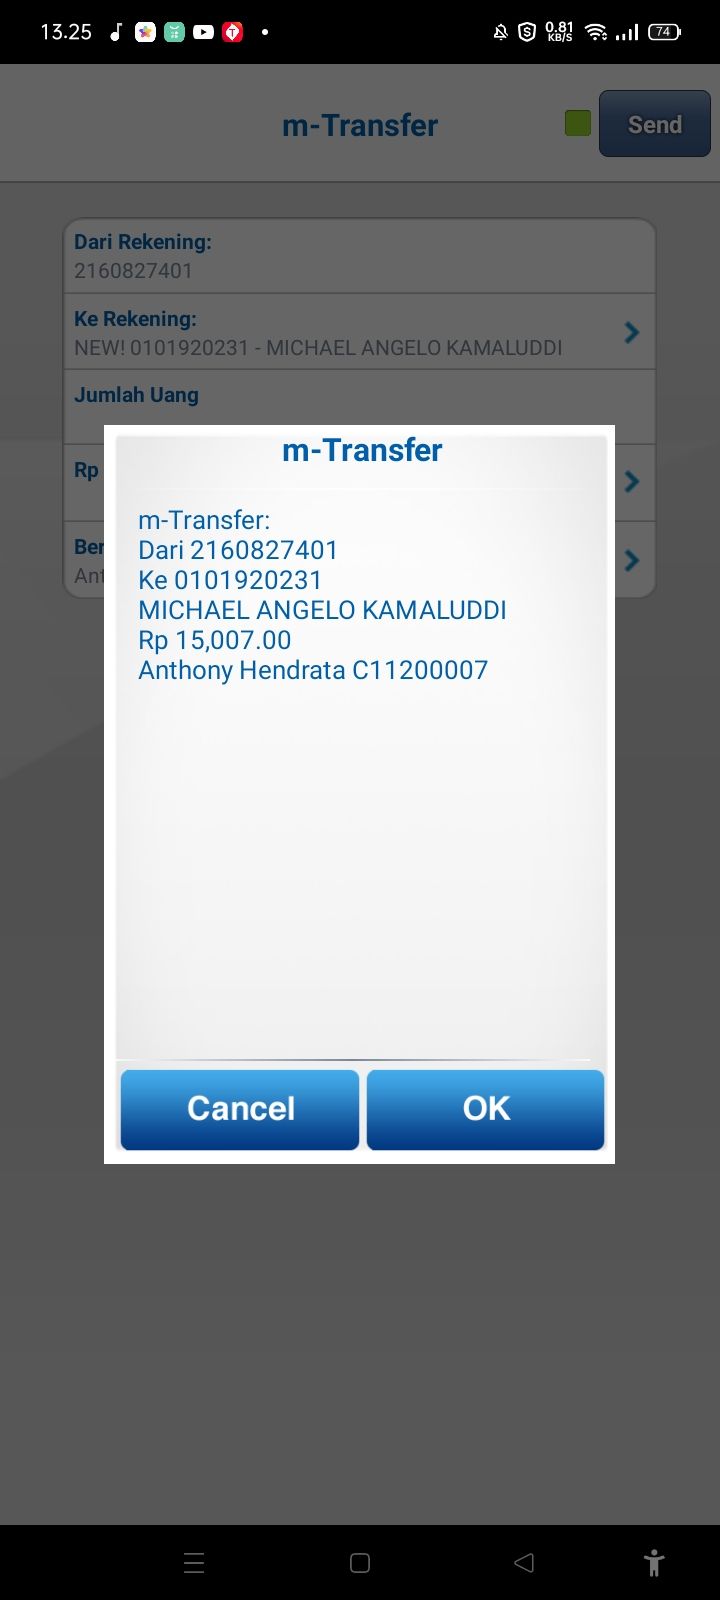 13.25
0.81
KB/S
74
m-Transfer
Send
Dari Rekening:
2160827401
Ke Rekening:
NEW! 0101920231 - MICHAEL ANGELO KAMALUDDI
Jumlah Uang
Rp
m-Transfer
m-Transfer:
Dari 2160827401
Ke 0101920231
MICHAEL ANGELO KAMALUDDI
Rp 15,007.00
Anthony Hendrata C11200007
Cancel
OK